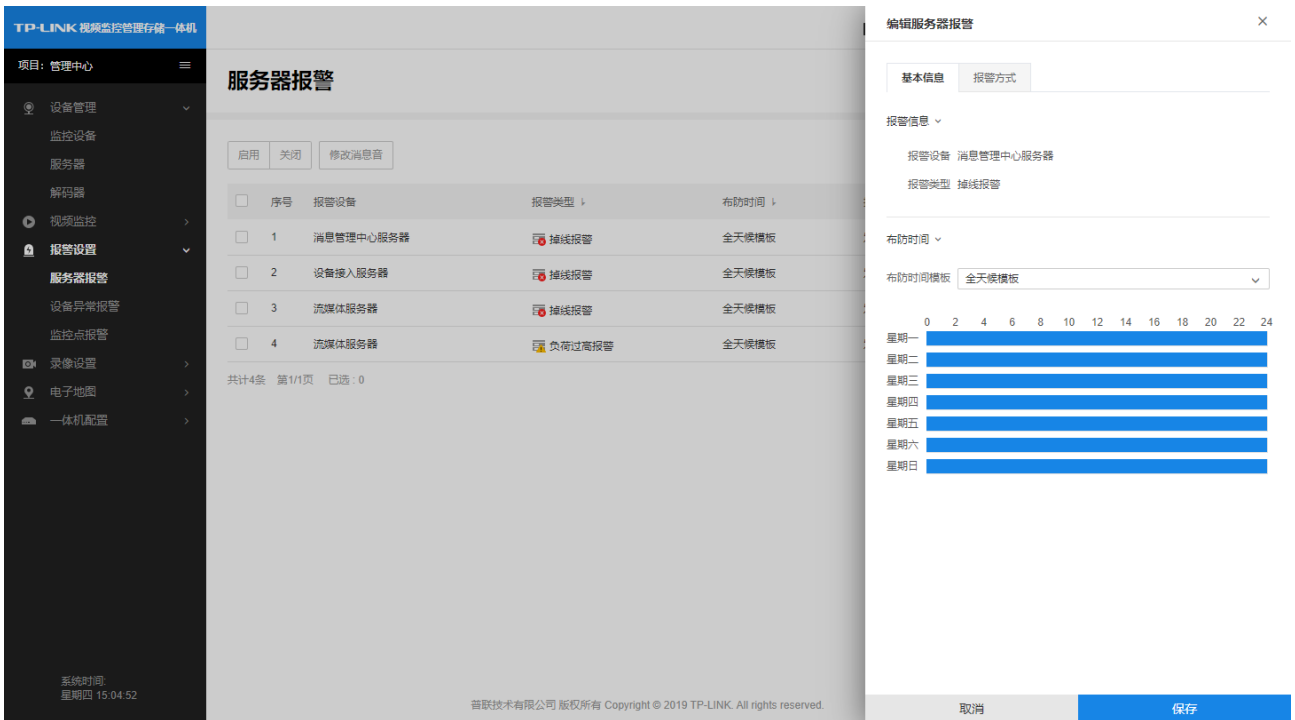 TP-LINK 视频监控管理存储一体机
项目: 管理中心
设备管理
监控设备
服务器
解码器
视频监控
报警设置
服务器报警
设备异常报警
监控点报警
录像设置
电子地图
一体机配置
系统时间:
星期四 15:04:52
服务器报警
启用 关闭 修改消息音
序号 报警设备 报警类型 布防时间
1 消息管理中心服务器 掉线报警 全天候模板
2 设备接入服务器 掉线报警 全天候模板
3 流媒体服务器 掉线报警 全天候模板
4 流媒体服务器 负荷过高报警 全天候模板
共计4条 第1/1页 已选 : 0
普联技术有限公司 版权所有 Copyright © 2019 TP-LINK. All rights reserved.
编辑服务器报警
基本信息 报警方式
报警信息
报警设备 消息管理中心服务器
报警类型 掉线报警
布防时间
布防时间模板 全天候模板
0 2 4 6 8 10 12 14 16 18 20 22 24
星期一
星期二
星期三
星期四
星期五
星期六
星期日
取消 保存